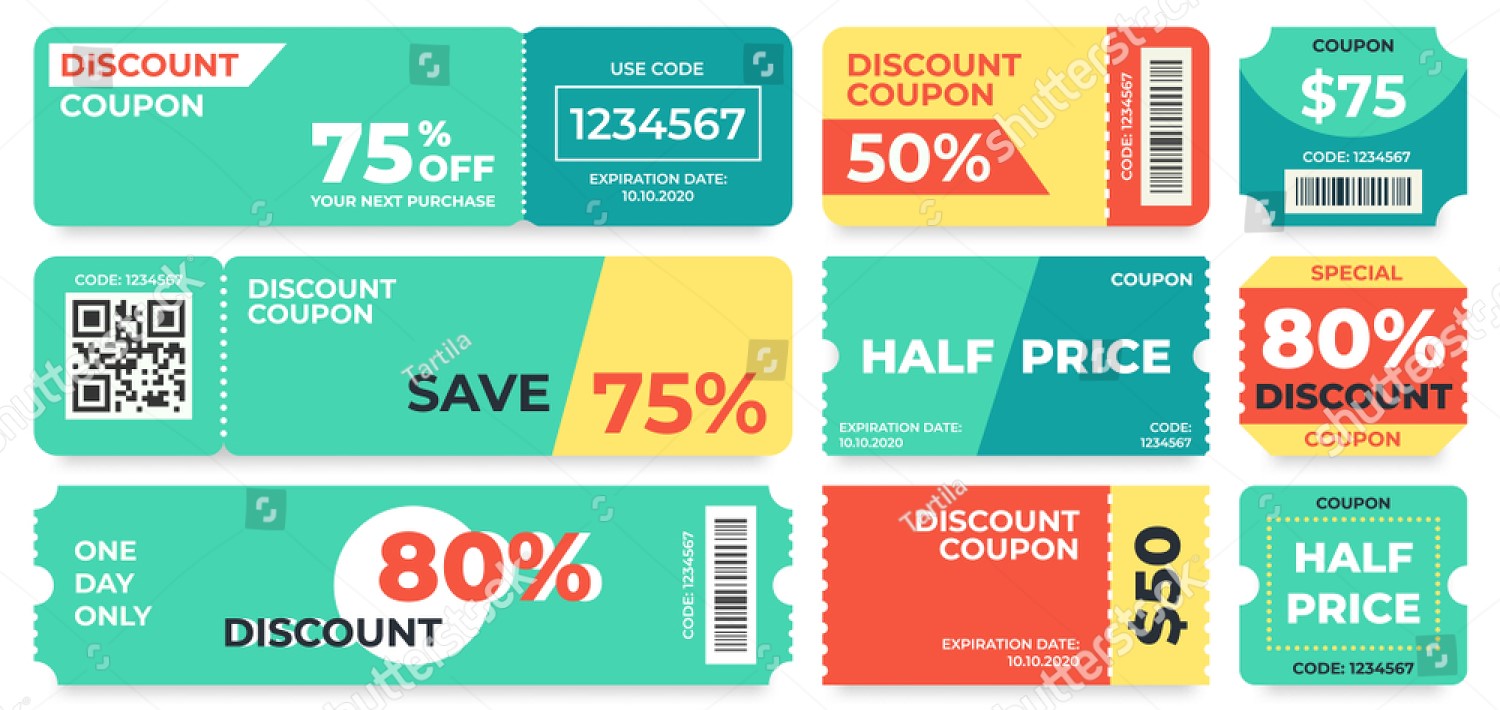 DISCOUNT
COUPON
75%
OFF
YOUR NEXT PURCHASE
USE CODE
1234567
EXPIRATION DATE:
10.10.2020
DISCOUNT
COUPON
50%
CODE: 1234567
COUPON
$75
CODE: 1234567
CODE: 1234567
DISCOUNT
COUPON
SAVE 75%
COUPON
HALF PRICE
EXPIRATION DATE:
10.10.2020
CODE:
1234567
SPECIAL
80%
DISCOUNT
COUPON
ONE
DAY
ONLY
80%
DISCOUNT
CODE: 1234567
DISCOUNT
COUPON
EXPIRATION DATE:
10.10.2020
$50
COUPON
HALF
PRICE
CODE: 1234567
shutterstock
Tartila
Tartila